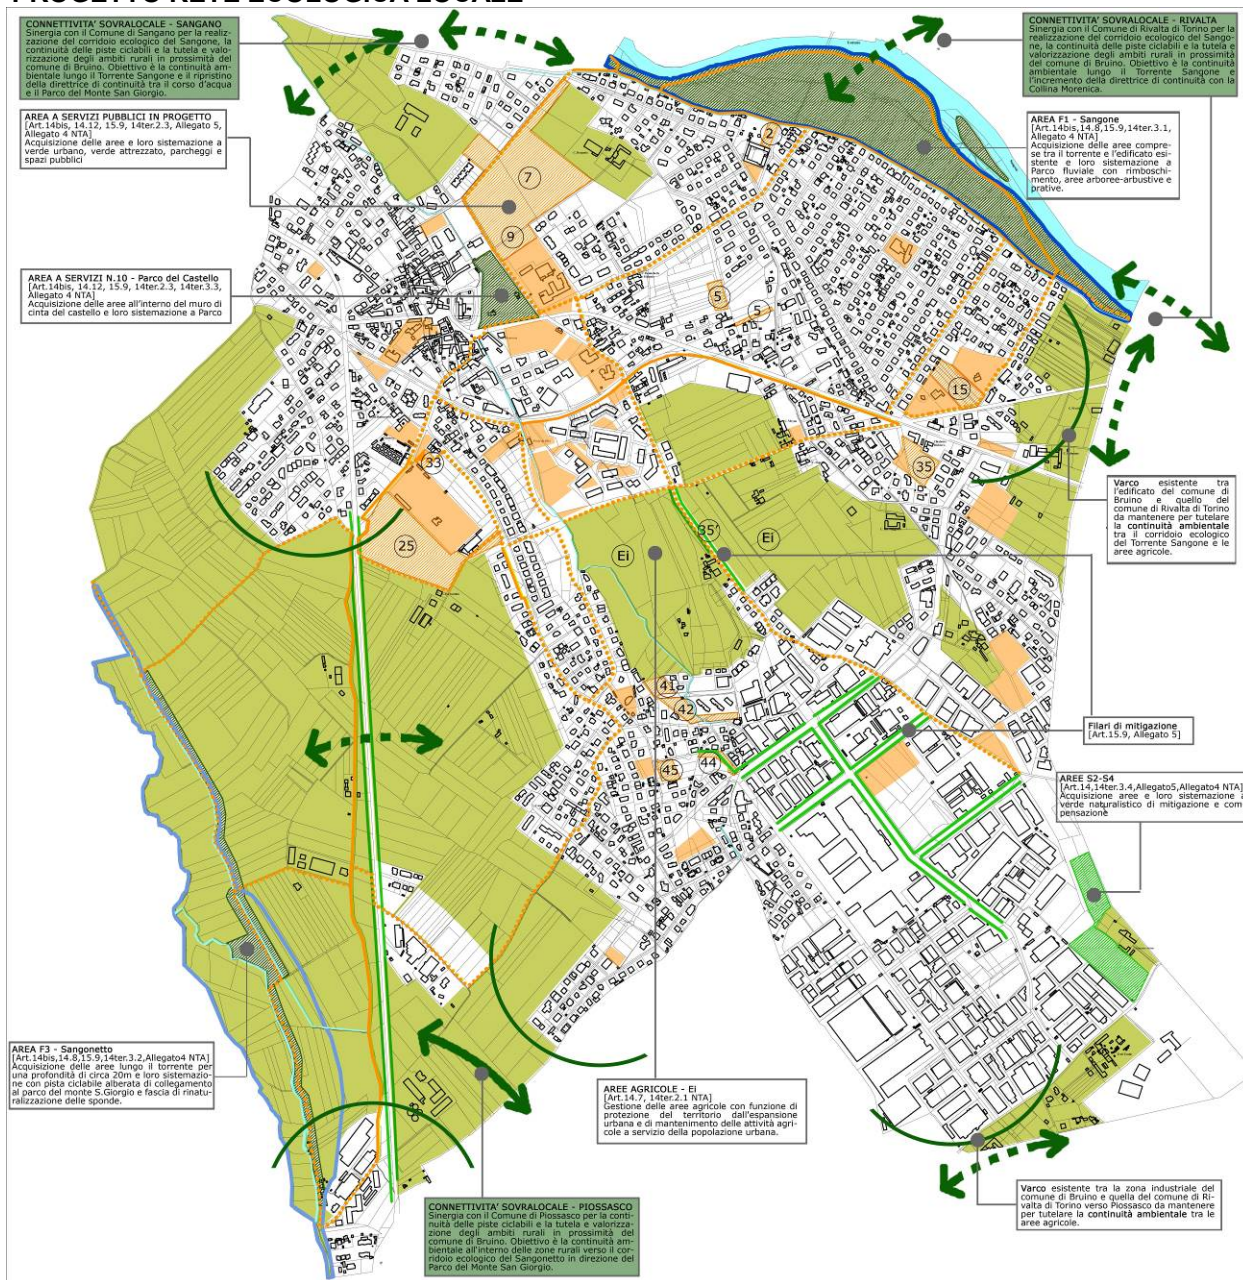 PROGETTO RETE ECOLOGICA LOCALE
CONNETTIVITA' SOVRALOCALE - SANGANO
Sinergia con il Comune di Sangano per la realiz-
zazione del corridoio ecologico del Sangone, la
continuità delle piste ciclabili e la tutela e valo-
rizzazione degli ambiti rurali in prossimità del
comune di Bruino. Obiettivo è la continuità am-
bientale lungo il Torrente Sangone e il ripristino
della direttrice di continuità tra il corso d'acqua
e il Parco del Monte San Giorgio.
CONNETTIVITA' SOVRALOCALE - RIVALTA
Sinergia con il Comune di Rivalta di Torino per la
realizzazione del corridoio ecologico del Sango-
ne, la continuità delle piste ciclabili e la tutela e
valorizzazione degli ambiti rurali in prossimità
del comune di Bruino. Obiettivo è la continuità
ambientale lungo il Torrente Sangone e
l'incremento della direttrice di continuità con la
Collina Morenica.
AREA A SERVIZI PUBBLICI IN PROGETTO
[Art.14bis, 14.12, 15.9, 14ter.2.3, Allegato 5,
Allegato 4 NTA]
Acquisizione delle aree e loro sistemazione a
verde urbano, verde attrezzato, parcheggi e
spazi pubblici
AREA F1 - Sangone
[Art.14bis,14.8,15.9,14ter.3.1,
Allegato 4 NTA]
Acquisizione delle aree compre-
se tra il torrente e l'edificato esi-
stente e loro sistemazione a
Parco fluviale con rimboschi-
mento, aree arboree-arbustive e
prative.
2
7
9
AREA A SERVIZI N.10 - Parco del Castello
[Art.14bis, 14.12, 15.9, 14ter.2.3, 14ter.3.3,
Allegato 4 NTA]
Acquisizione delle aree all'interno del muro di
cinta del castello e loro sistemazione a Parco
5
5
15
33
35
25
Ei
35'
Ei
Varco esistente tra
l'edificato del comune di
Bruino e quello del
comune di Rivalta di Torino
da mantenere per tutelare
la continuità ambientale
tra il corridoio ecologico
del Torrente Sangone e le
aree agricole.
41
42
45
44
Filari di mitigazione
[Art.15.9, Allegato 5]
AREE S2-S4
[Art.14,14ter.3.4,Allegato5,Allegato4 NTA]
Acquisizione aree e loro sistemazione a
verde naturalistico di mitigazione e com-
pensazione
AREA F3 - Sangonetto
[Art.14bis,14.8,15.9,14ter.3.2,Allegato4 NTA]
Acquisizione delle aree lungo il torrente per
una profondità di circa 20m e loro sistemazio-
ne con pista ciclabile alberata di collegamento
al parco del monte S.Giorgio e fascia di rinatu-
ralizzazione delle sponde.
AREE AGRICOLE - Ei
[Art.14.7, 14ter.2.1 NTA]
Gestione delle aree agricole con funzione di
protezione del territorio dall'espansione
urbana e di mantenimento delle attività agri-
cole a servizio della popolazione urbana.
CONNETTIVITA' SOVRALOCALE - PIOSSASCO
Sinergia con il Comune di Piossasco per la conti-
nuità delle piste ciclabili e la tutela e valorizza-
zione degli ambiti rurali in prossimità del
comune di Bruino. Obiettivo è la continuità am-
bientale all'interno delle zone rurali verso il cor-
ridoio ecologico del Sangonetto in direzione del
Parco del Monte San Giorgio.
Varco esistente tra la zona industriale del
comune di Bruino e quella del comune di Ri-
valta di Torino verso Piossasco da mantenere
per tutelare la continuità ambientale tra le
aree agricole.